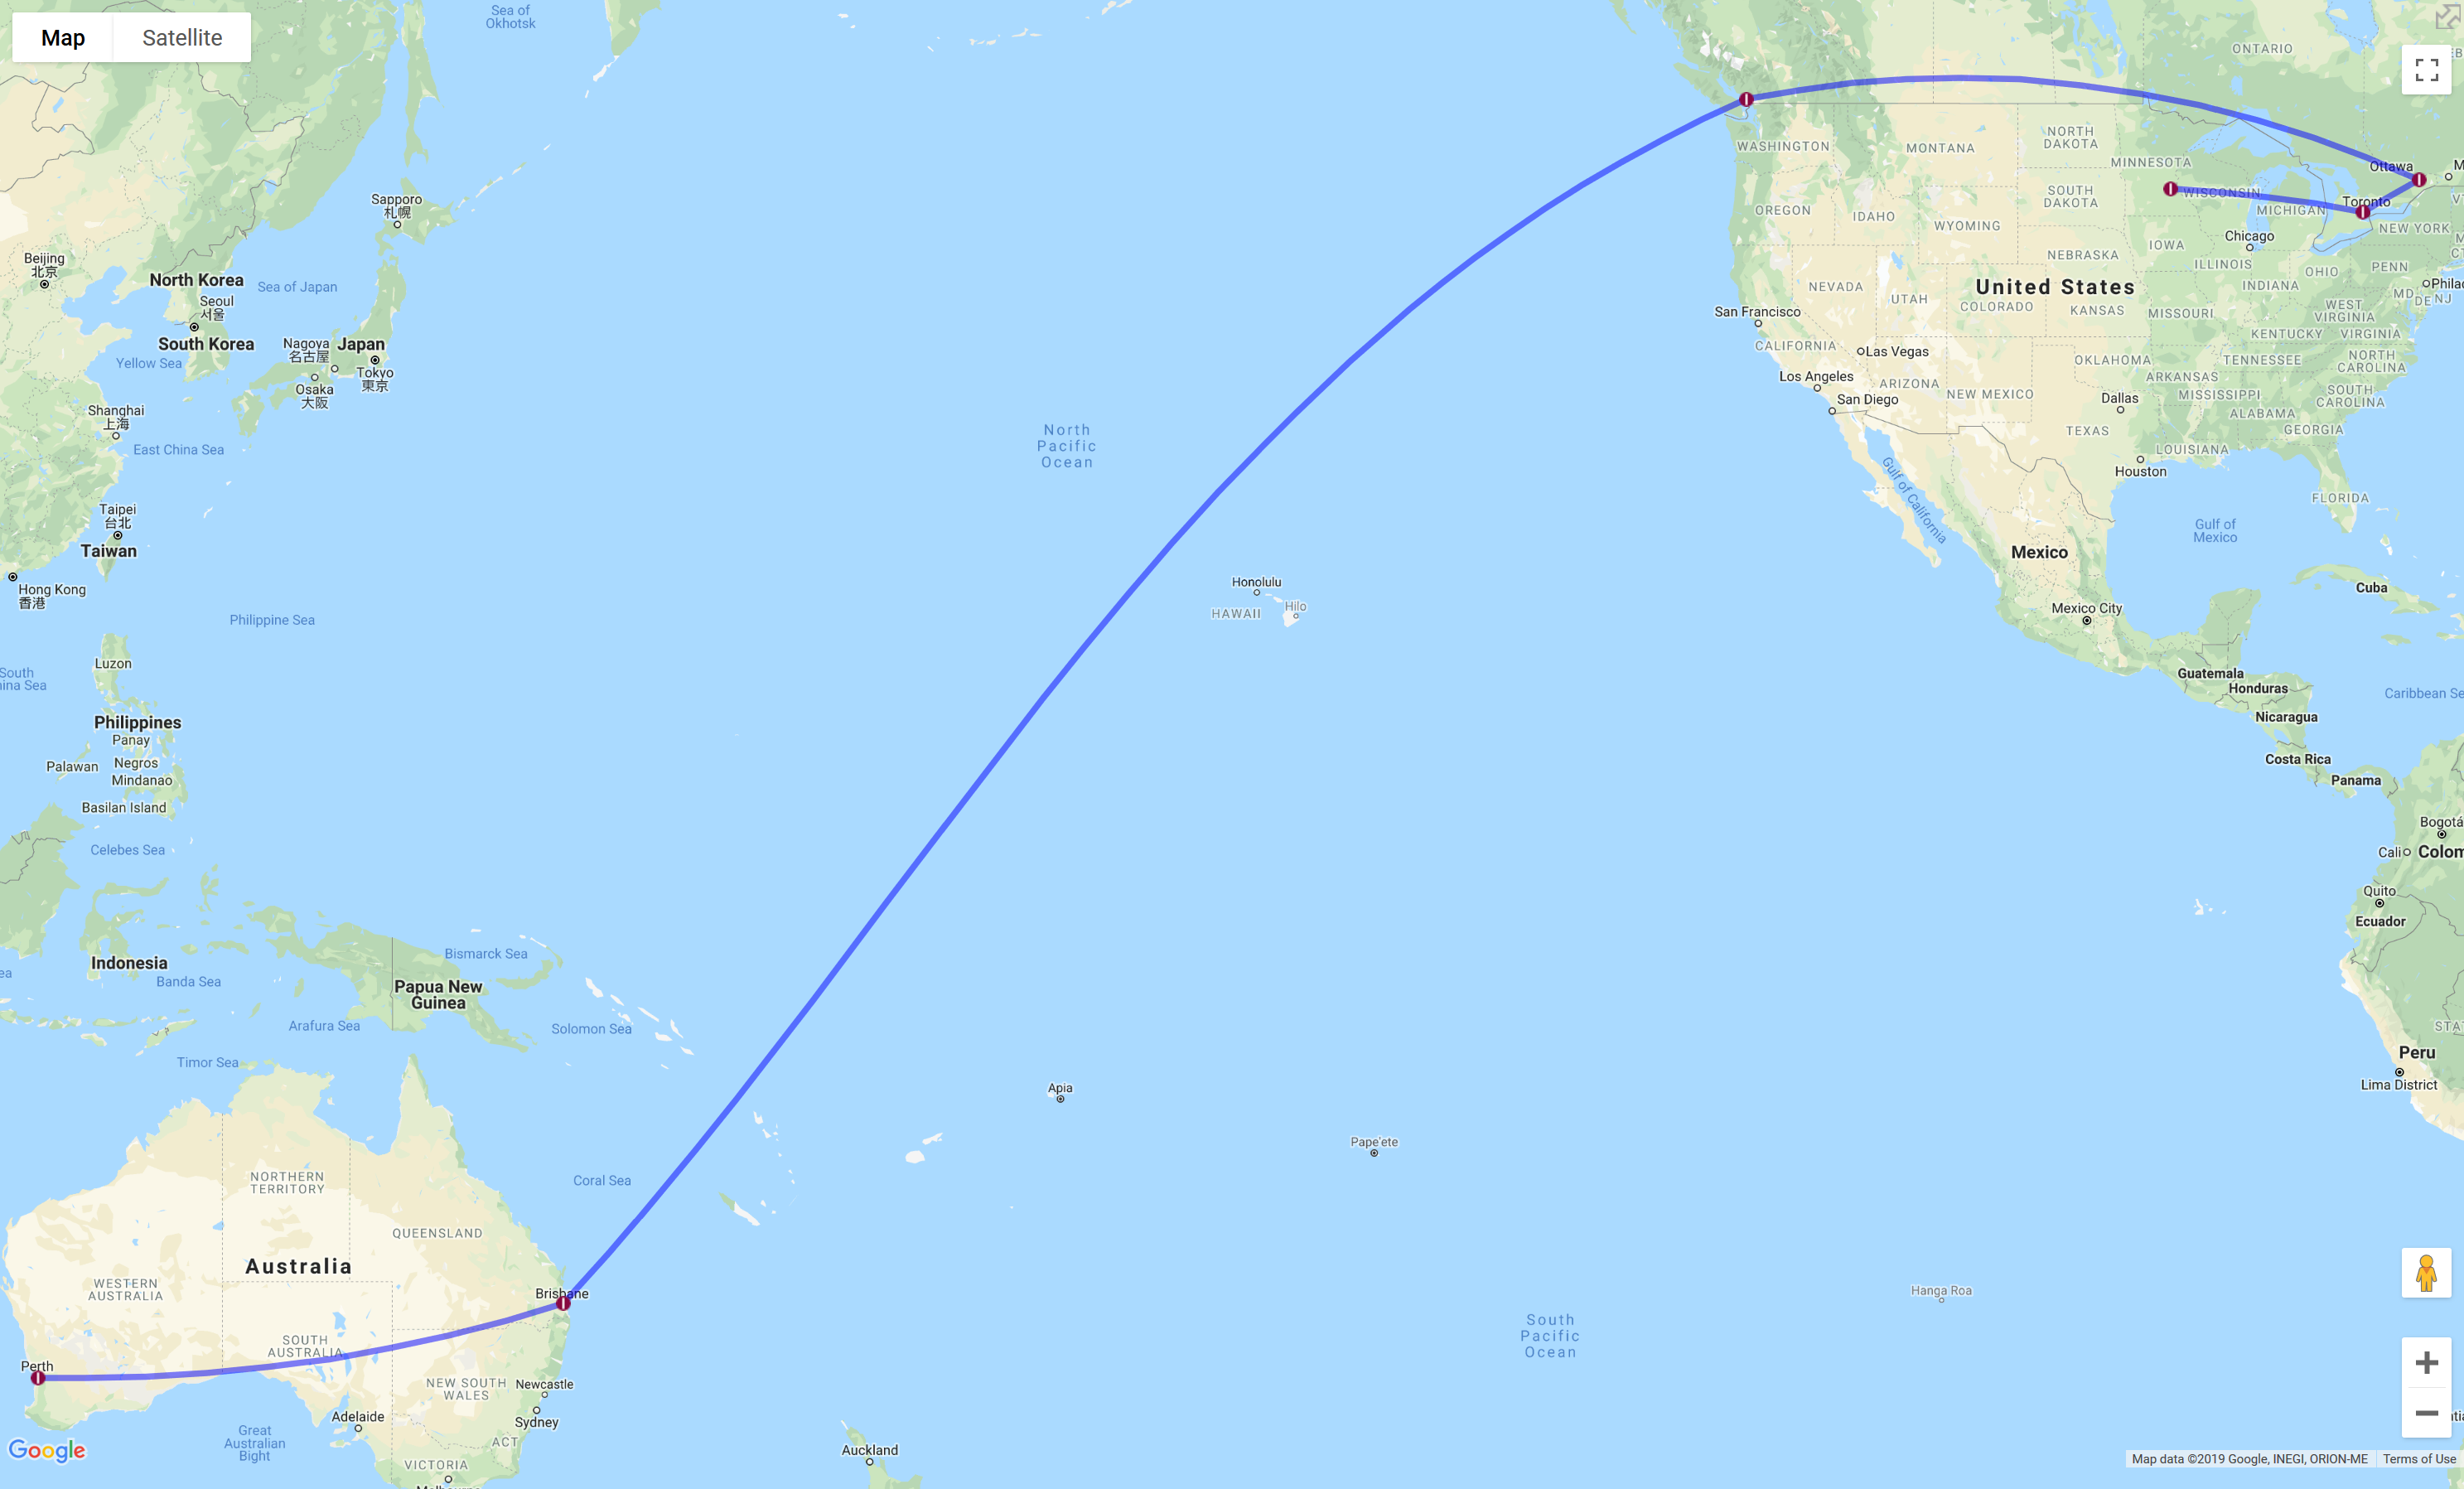 Map
Satellite
Sea of
Okhotsk
ONTARIO
Sapporo
札幌
Beijing
北京
North Korea
Seoul
서울
South Korea
Sea of Japan
Nagoya
名古屋
Japan
Tokyo
東京
Osaka
大阪
Yellow Sea
Shanghai
上海
East China Sea
Taipei
台北
Taiwan
Hong Kong
香港
Philippine Sea
South
ina Sea
Luzon
Philippines
Panay
Palawan
Negros
Mindanao
Basilan Island
Celebes Sea
North
Pacific
Ocean
Honolulu
HAWAII
Hilo
WASHINGTON
MONTANA
NORTH
DAKOTA
MINNESOTA
Ottawa
M
OREGON
IDAHO
SOUTH
DAKOTA
WISCONSIN
MICHIGAN
Toronto
WYOMING
NEW YORK
Chicago
IOWA
NEBRASKA
ILLINOIS
OHIO
PENN
NEVADA
UTAH
United States
COLORADO
KANSAS
MISSOURI
INDIANA
WEST
VIRGINIA
MD
DE
NJ
Philad
San Francisco
CALIFORNIA
Las Vegas
KENTUCKY
VIRGINIA
OKLAHOMA
TENNESSEE
NORTH
CAROLINA
Los Angeles
ARIZONA
NEW MEXICO
ARKANSAS
San Diego
Dallas
MISSISSIPPI
SOUTH
CAROLINA
ALABAMA
TEXAS
GEORGIA
LOUISIANA
Houston
Gulf of California
FLORIDA
Gulf of
Mexico
Mexico
Cuba
Mexico City
Guatemala
Honduras
Caribbean Se
Nicaragua
Costa Rica
Panama
Bogotá
Cali
Colom
Quito
Ecuador
Peru
Lima District
Indonesia
Banda Sea
Bismarck Sea
Papua New
Guinea
Arafura Sea
Solomon Sea
Timor Sea
Apia
Pape'ete
Coral Sea
NORTHERN
TERRITORY
QUEENSLAND
Australia
WESTERN
AUSTRALIA
Brisbane
SOUTH
AUSTRALIA
Perth
NEW SOUTH
WALES
Newcastle
Sydney
Adelaide
Great
Australian
Bight
ACT
VICTORIA
Auckland
South
Pacific
Ocean
Hanga Roa
Google
Map data ©2019 Google, INEGI, ORION-ME
Terms of Use